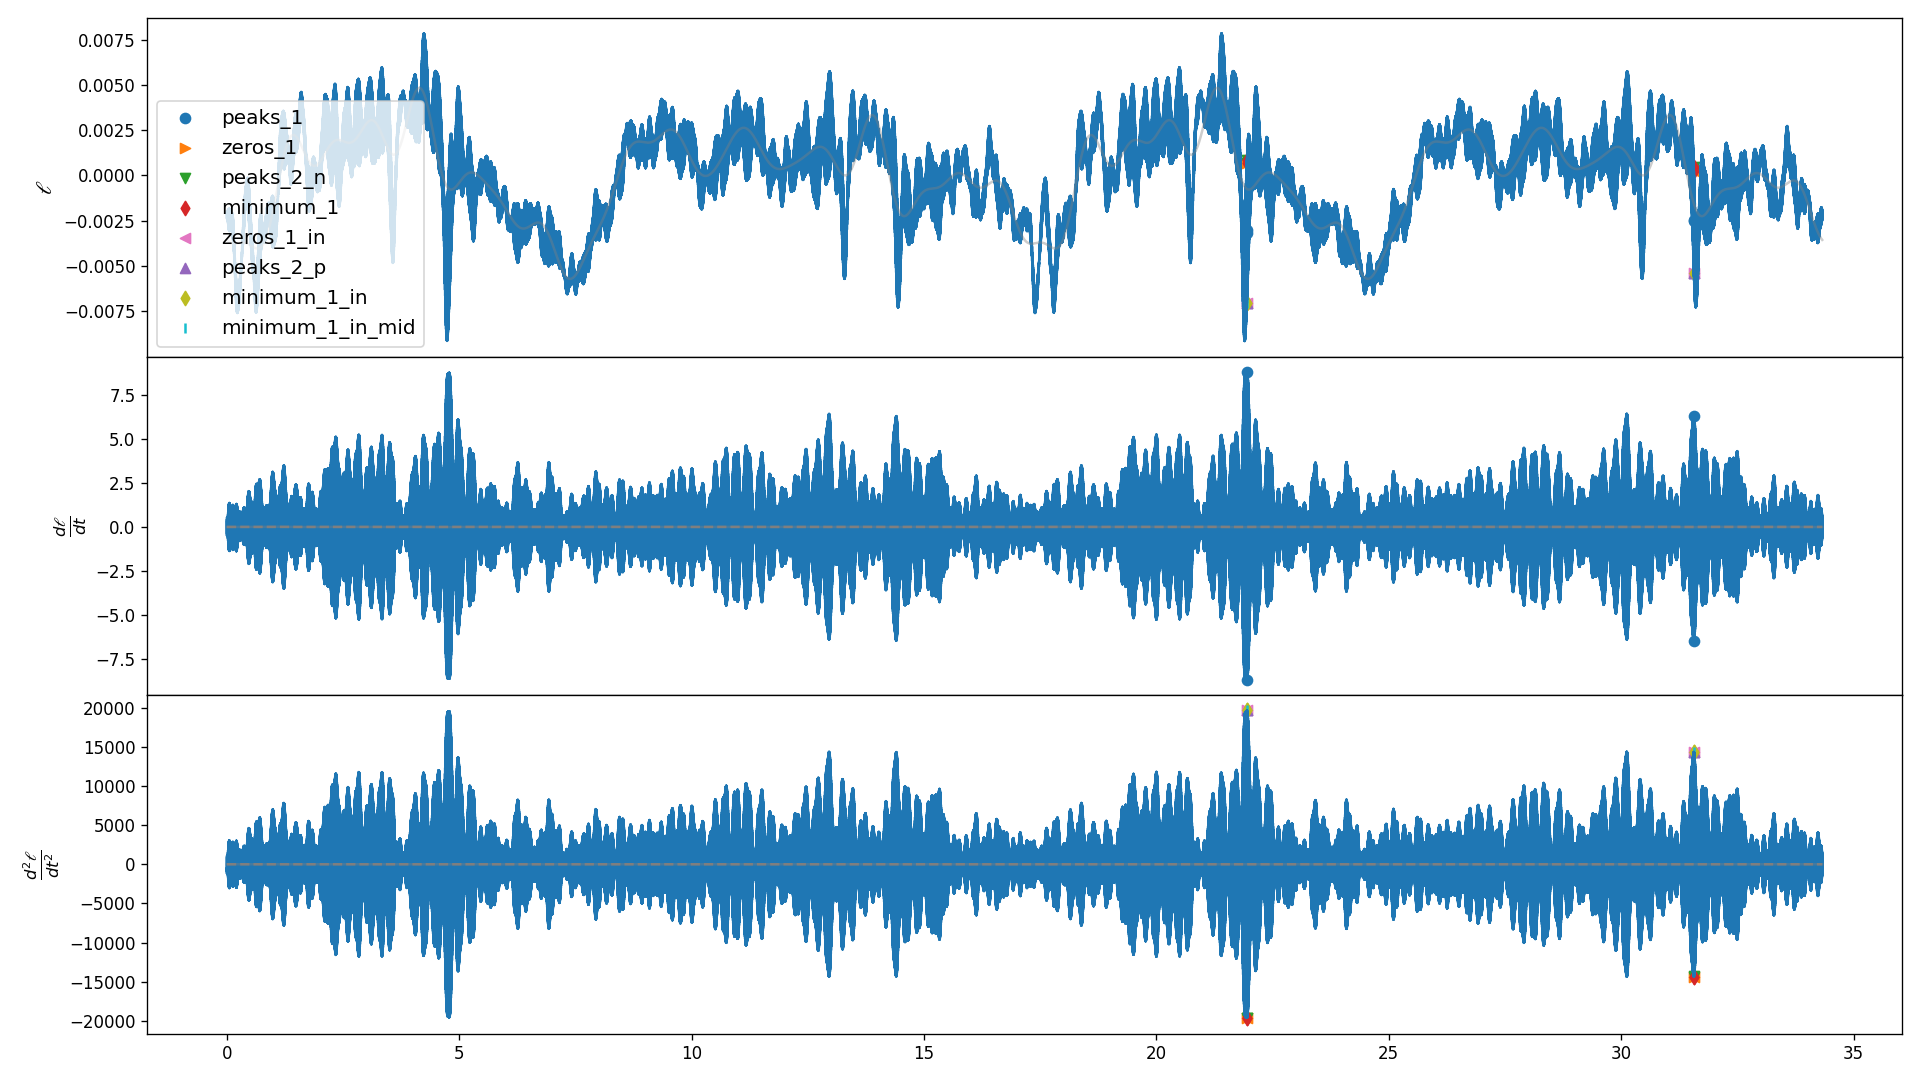 0.0075
0.0050
0.0025
0.0000
−0.0025
−0.0050
−0.0075
ℓ
peaks_1
zeros_1
peaks_2_n
minimum_1
zeros_1_in
peaks_2_p
minimum_1_in
minimum_1_in_mid
7.5
5.0
2.5
0.0
−2.5
−5.0
−7.5
dℓ
dt
20000
15000
10000
5000
0
−5000
−10000
−15000
−20000
d²ℓ
dt²
0 5 10 15 20 25 30 35